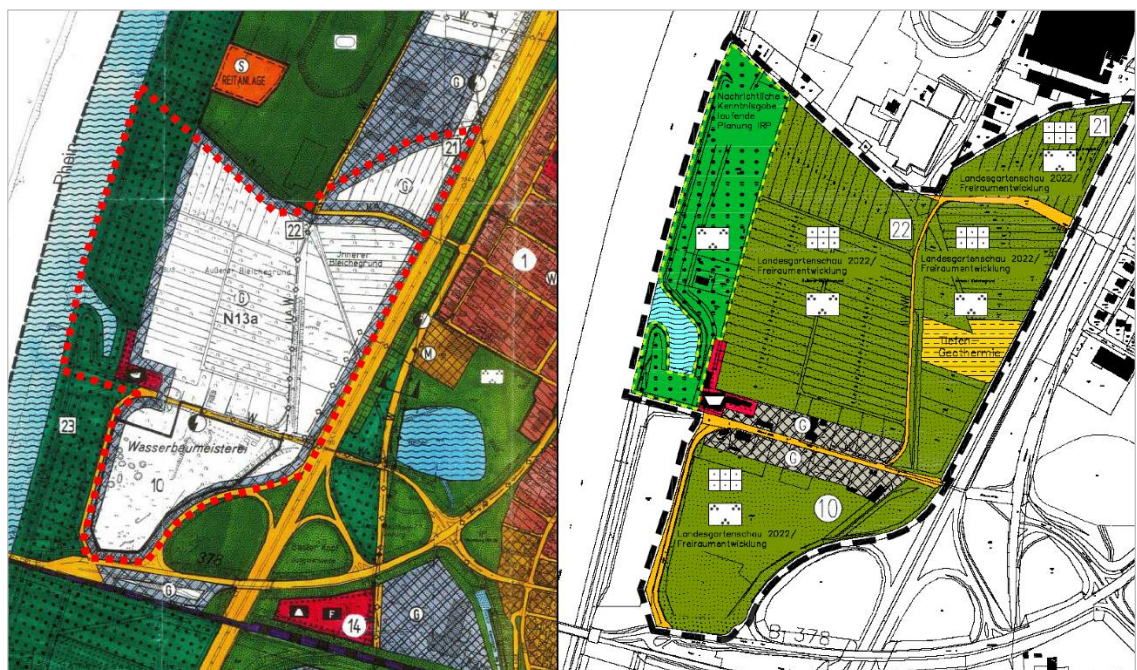 Rhein
S
REITANLAGE
W
G
21
G
W
22
Innerer
Bleichegrund
Äußerer Bleichegrund
G
N13a
W
1
W
M
23
W
W
Wasserbaumeisterei
10
378
G
F
14
G
Nachrichtliche
Kenntnisgabe
laufende
Planung IRP
21
Landesgartenschau 2022/
Freiraumentwicklung
22
Landesgartenschau 2022/
Freiraumentwicklung
Landesgartenschau 2022/
Freiraumentwicklung
Tiefen-
Geothermie
G
G
10
Landesgartenschau 2022/
Freiraumentwicklung
B 378